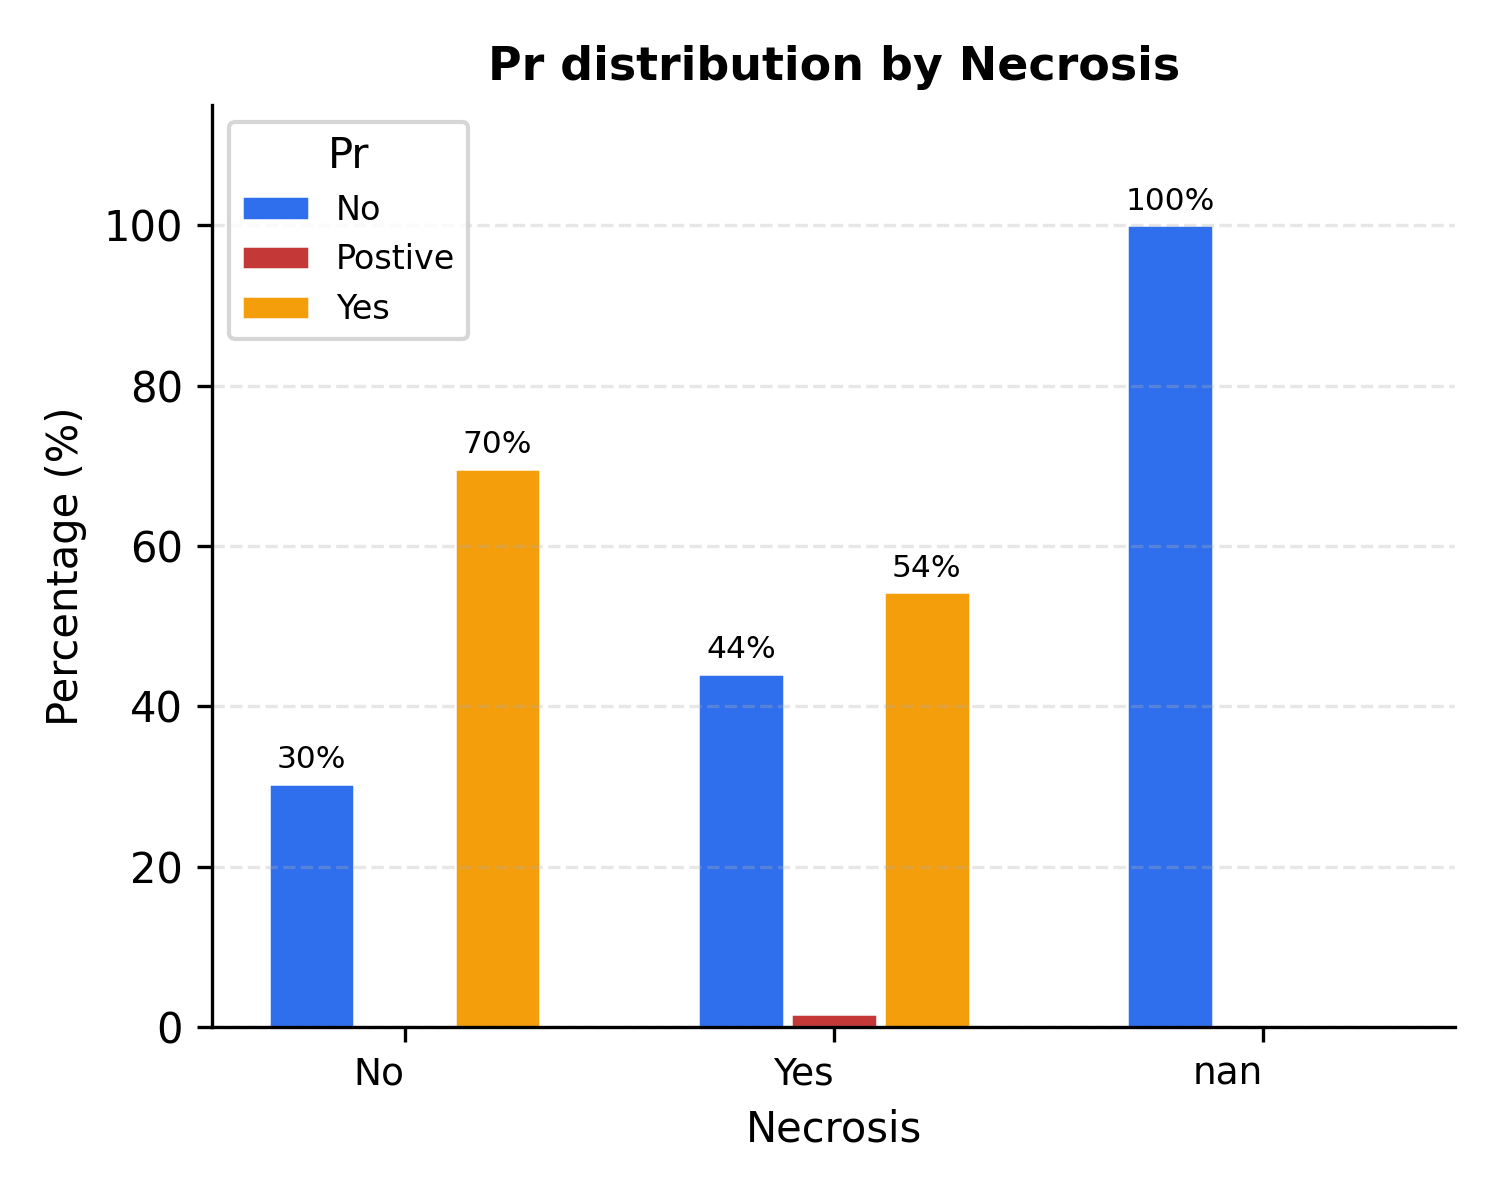 Pr distribution by Necrosis
Pr
No
Postive
Yes
Percentage (%)
100
80
60
40
20
0
30%
70%
44%
54%
100%
No
Yes
nan
Necrosis